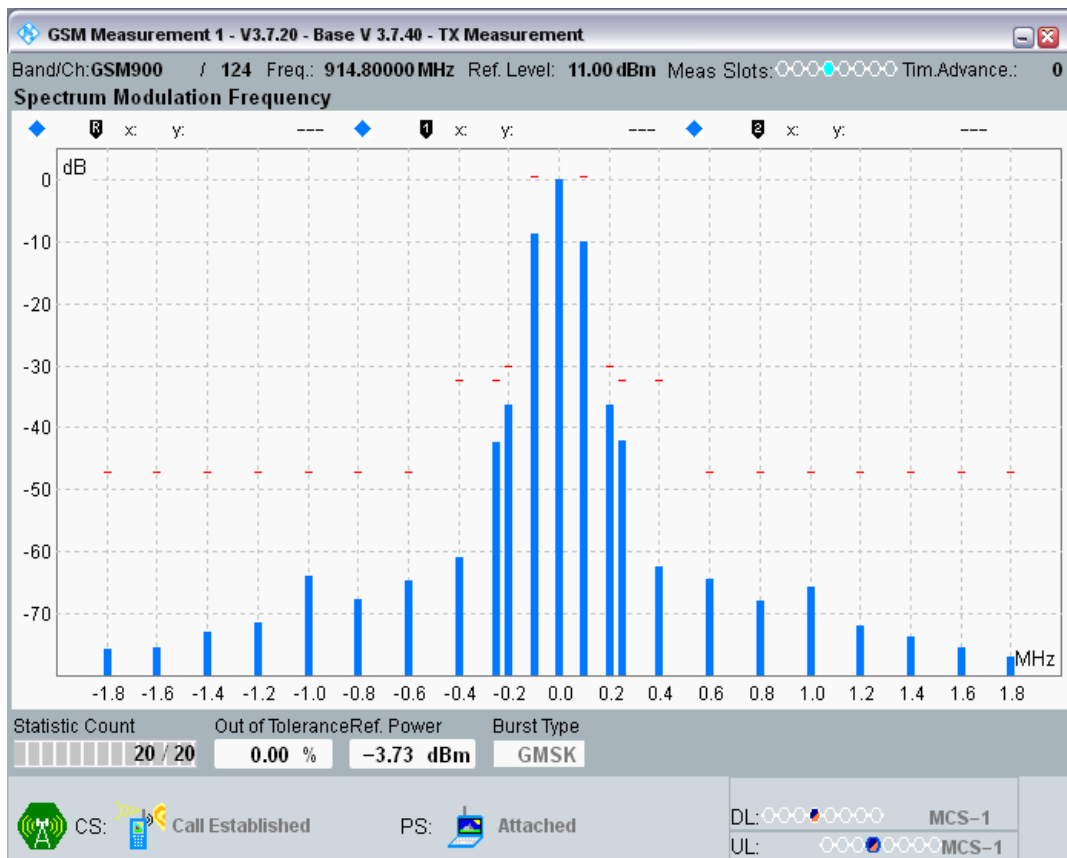 GSM Measurement 1 - V3.7.20 - Base V 3.7.40 - TX Measurement
Band/Ch:GSM900 / 124 Freq.: 914.80000 MHz Ref. Level: 11.00 dBm Meas Slots: Tim.Advance.: 0
Spectrum Modulation Frequency
R x: y: --- 1 x: y: --- 2 x: y: ---
dB
0
-10
-20
-30
-40
-50
-60
-70
MHz
-1.8 -1.6 -1.4 -1.2 -1.0 -0.8 -0.6 -0.4 -0.2 0.0 0.2 0.4 0.6 0.8 1.0 1.2 1.4 1.6 1.8
Statistic Count Out of Tolerance Ref. Power Burst Type
20 / 20 0.00 % −3.73 dBm GMSK
CS: Call Established PS: Attached
DL: MCS−1
UL: MCS−1